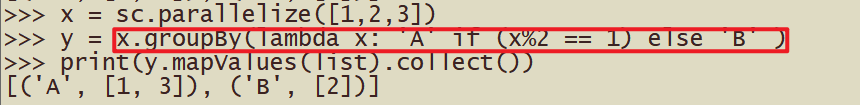 >>> x = sc.parallelize([1,2,3])
>>> y = x.groupBy(lambda x: 'A' if (x%2 == 1) else 'B' )
>>> print(y.mapValues(list).collect())
[('A', [1, 3]), ('B', [2])]